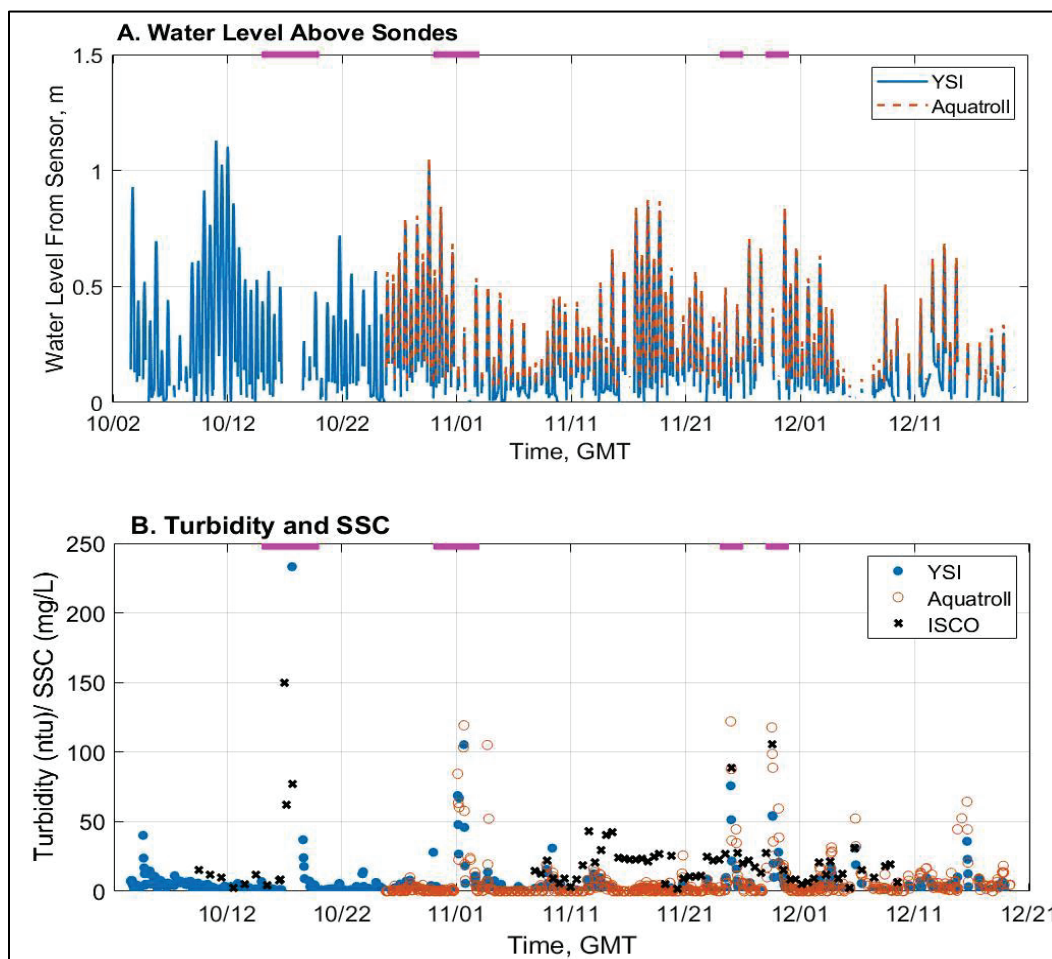 A. Water Level Above Sondes
1.5
YSI
Aquatroll
1
0.5
0
Water Level From Sensor, m
10/02 10/12 10/22 11/01 11/11 11/21 12/01 12/11
Time, GMT
B. Turbidity and SSC
250
YSI
Aquatroll
ISCO
200
150
100
50
0
Turbidity (ntu)/ SSC (mg/L)
10/12 10/22 11/01 11/11 11/21 12/01 12/11 12/21
Time, GMT